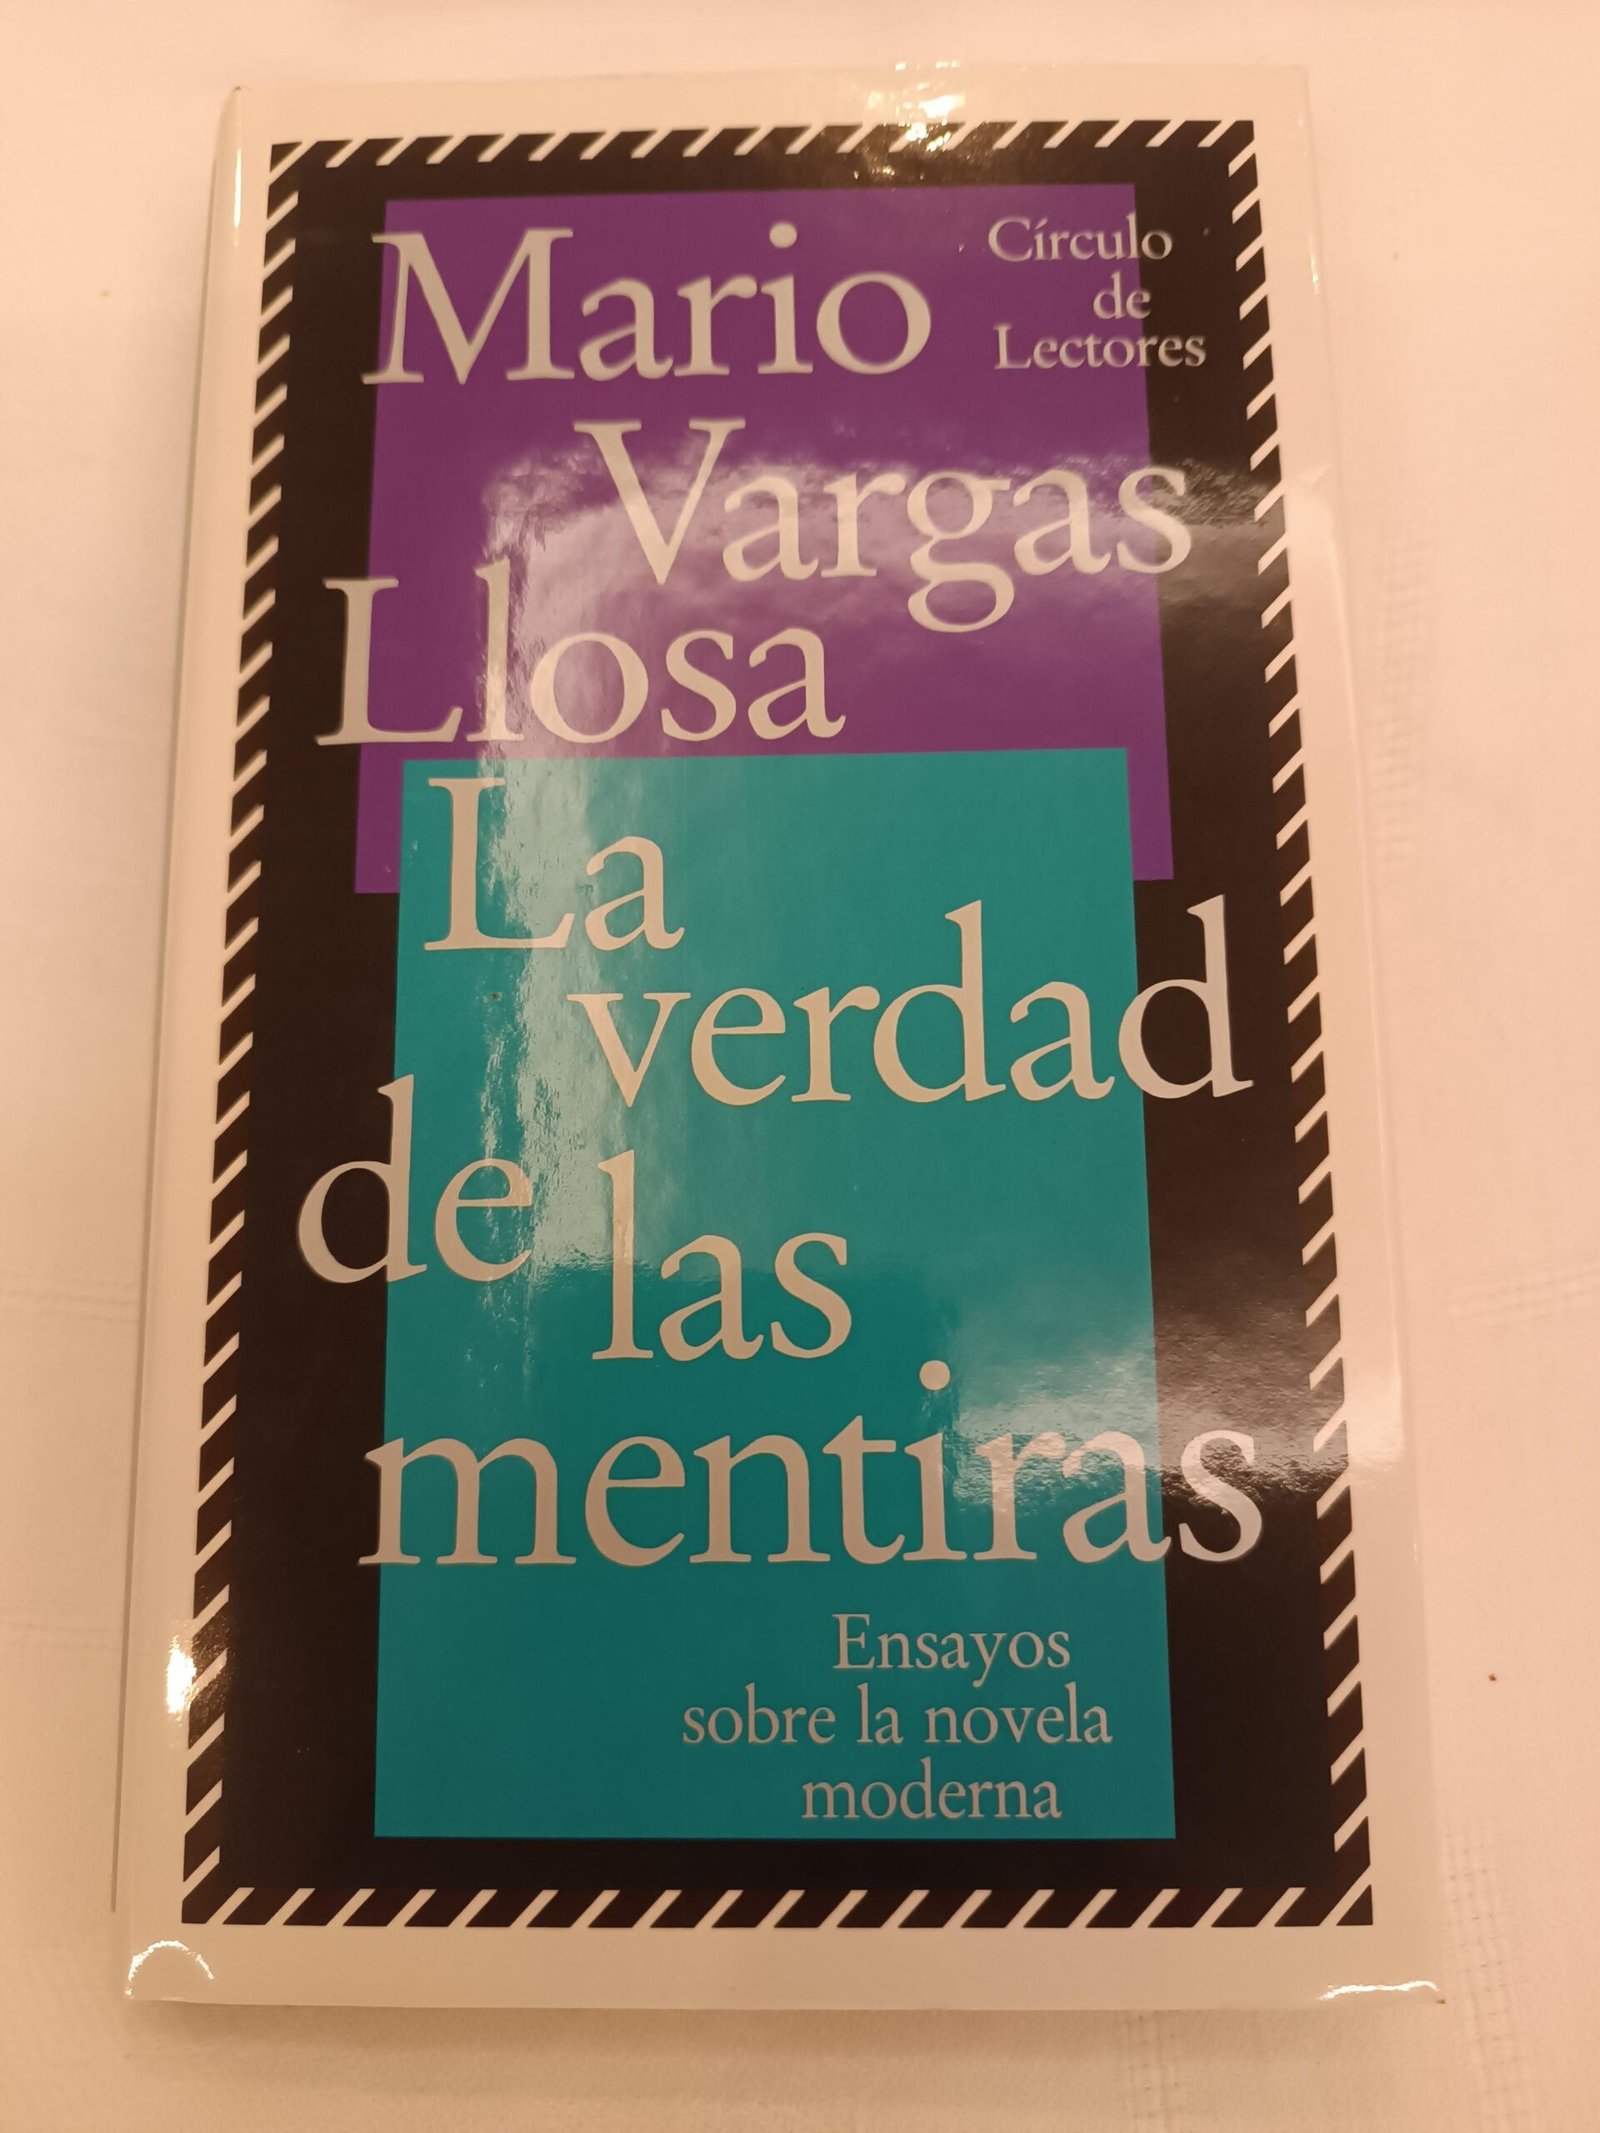 Mario
Círculo
de
Lectores
Vargas
Llosa
La
verdad
de las
mentiras
Ensayos
sobre la novela
moderna